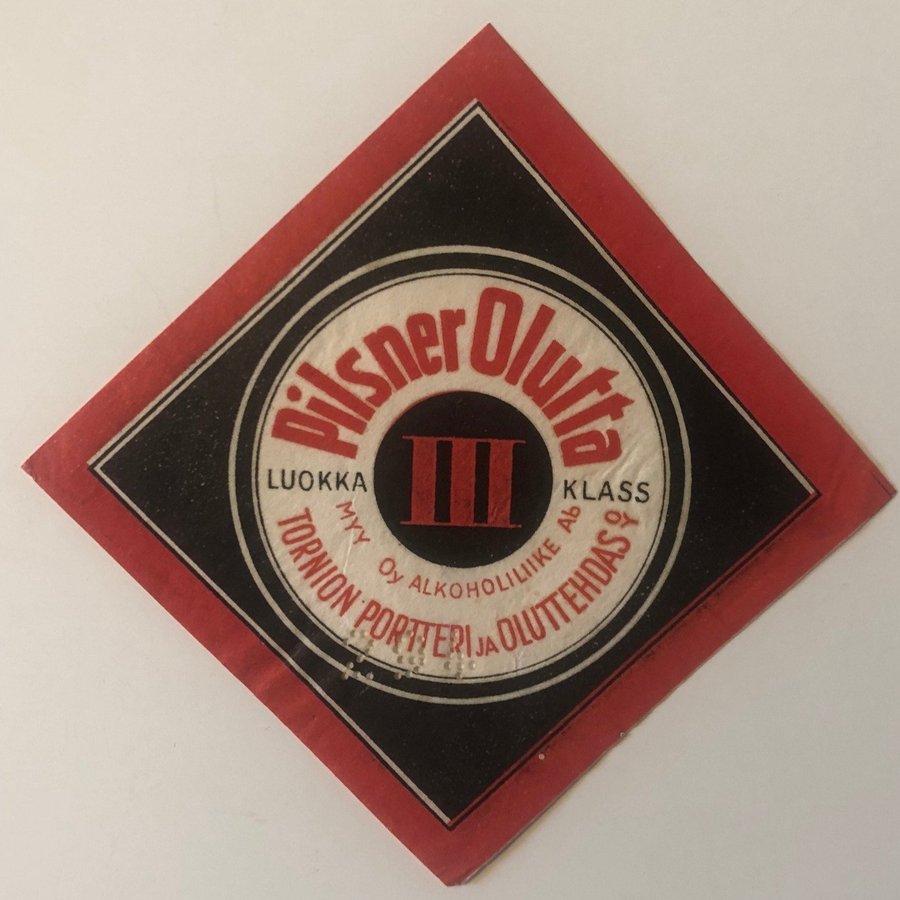 Pilsner Olutta
LUOKKA III KLASS
MYY Oy ALKOHOLILIIKE Ab
TORNION PORTTERI JA OLUTTEHDAS OY